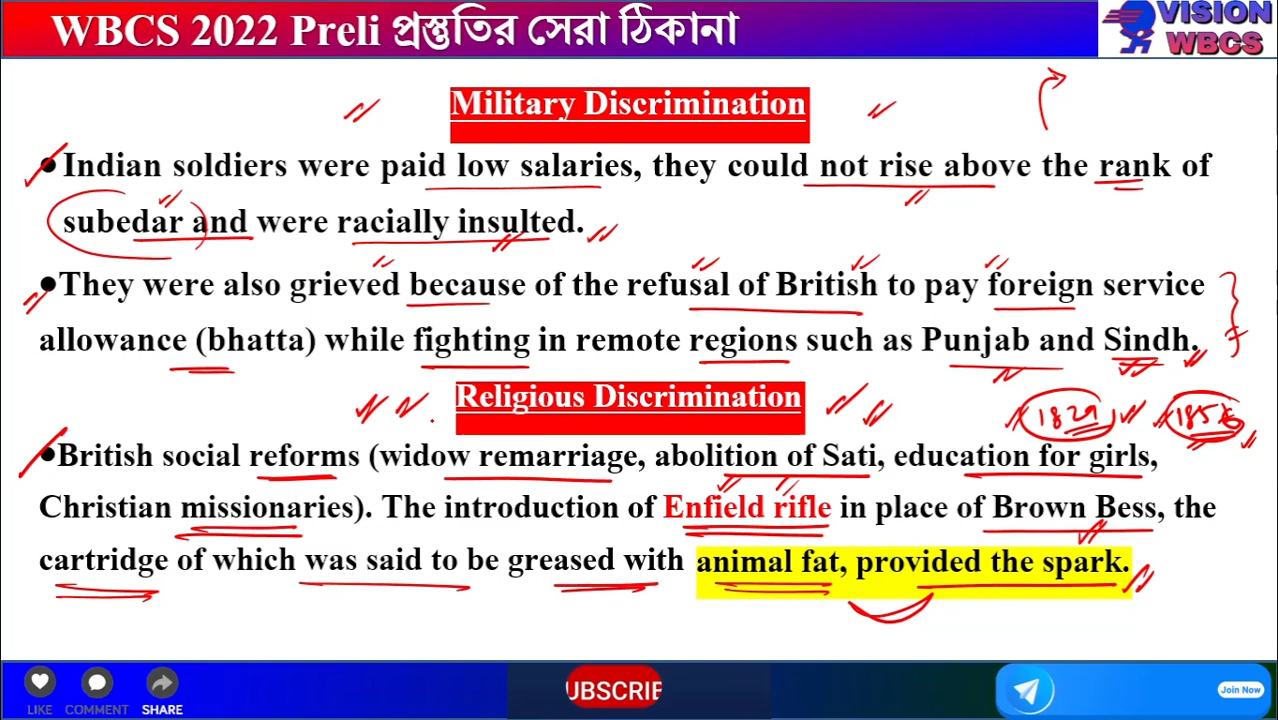 WBCS 2022 Preli প্রস্তুতির সেরা ঠিকানা
VISION
WBCS
Military Discrimination
●Indian soldiers were paid low salaries, they could not rise above the rank of
subedar and were racially insulted.
●They were also grieved because of the refusal of British to pay foreign service
allowance (bhatta) while fighting in remote regions such as Punjab and Sindh.
Religious Discrimination
1829 1856
●British social reforms (widow remarriage, abolition of Sati, education for girls,
Christian missionaries). The introduction of Enfield rifle in place of Brown Bess, the
cartridge of which was said to be greased with animal fat, provided the spark.
LIKE COMMENT SHARE
UBSCRIB
Join Now